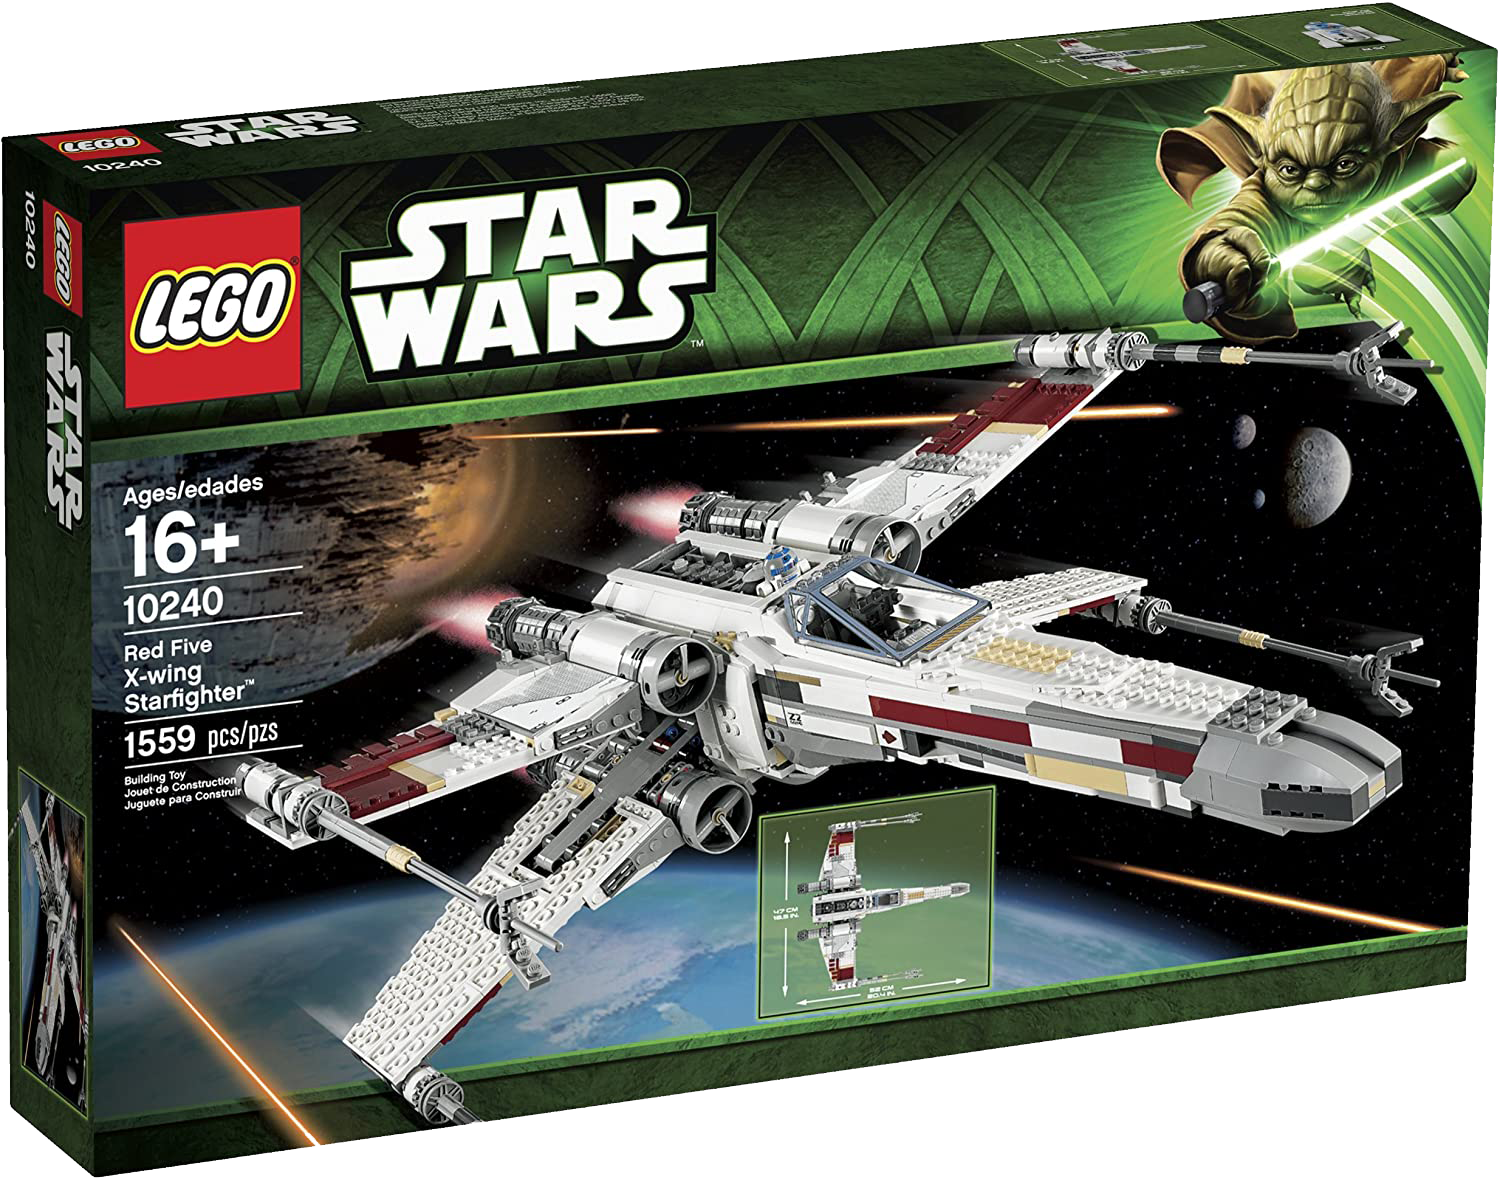 LEGO
STAR
WARS
10240
10240
LEGO
STAR
WARS
LEGO
STAR
WARS
™
Ages/edades
16+
10240
Red Five
X-wing
Starfighter™
1559 pcs/pzs
Building Toy
Jouet de Construction
Juguete para Construir
47 CM
18.5 IN.
52 CM
20.4 IN.